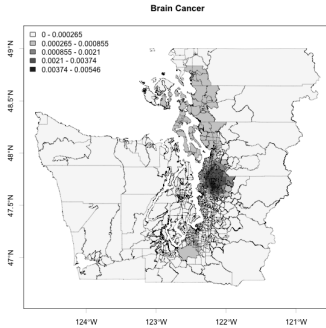 Brain Cancer
0 - 0.000265
0.000265 - 0.000855
0.000855 - 0.0021
0.0021 - 0.00374
0.00374 - 0.00546
49°N
48.5°N
48°N
47.5°N
47°N
124°W 123°W 122°W 121°W